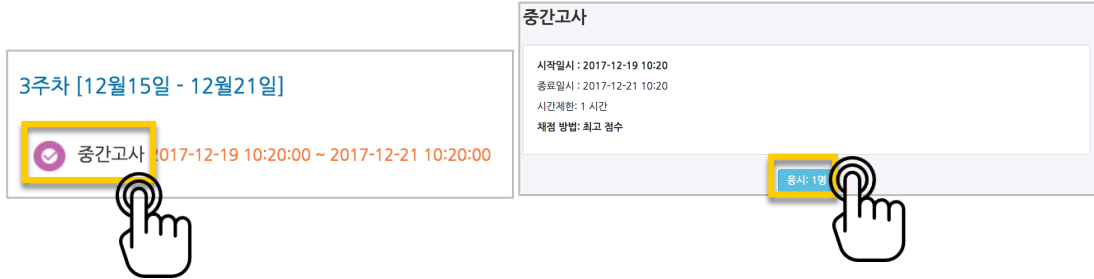 3주차 [12월15일 - 12월21일]
중간고사 2017-12-19 10:20:00 ~ 2017-12-21 10:20:00
중간고사
시작일시 : 2017-12-19 10:20
종료일시 : 2017-12-21 10:20
시간제한: 1 시간
채점 방법: 최고 점수
응시: 1명